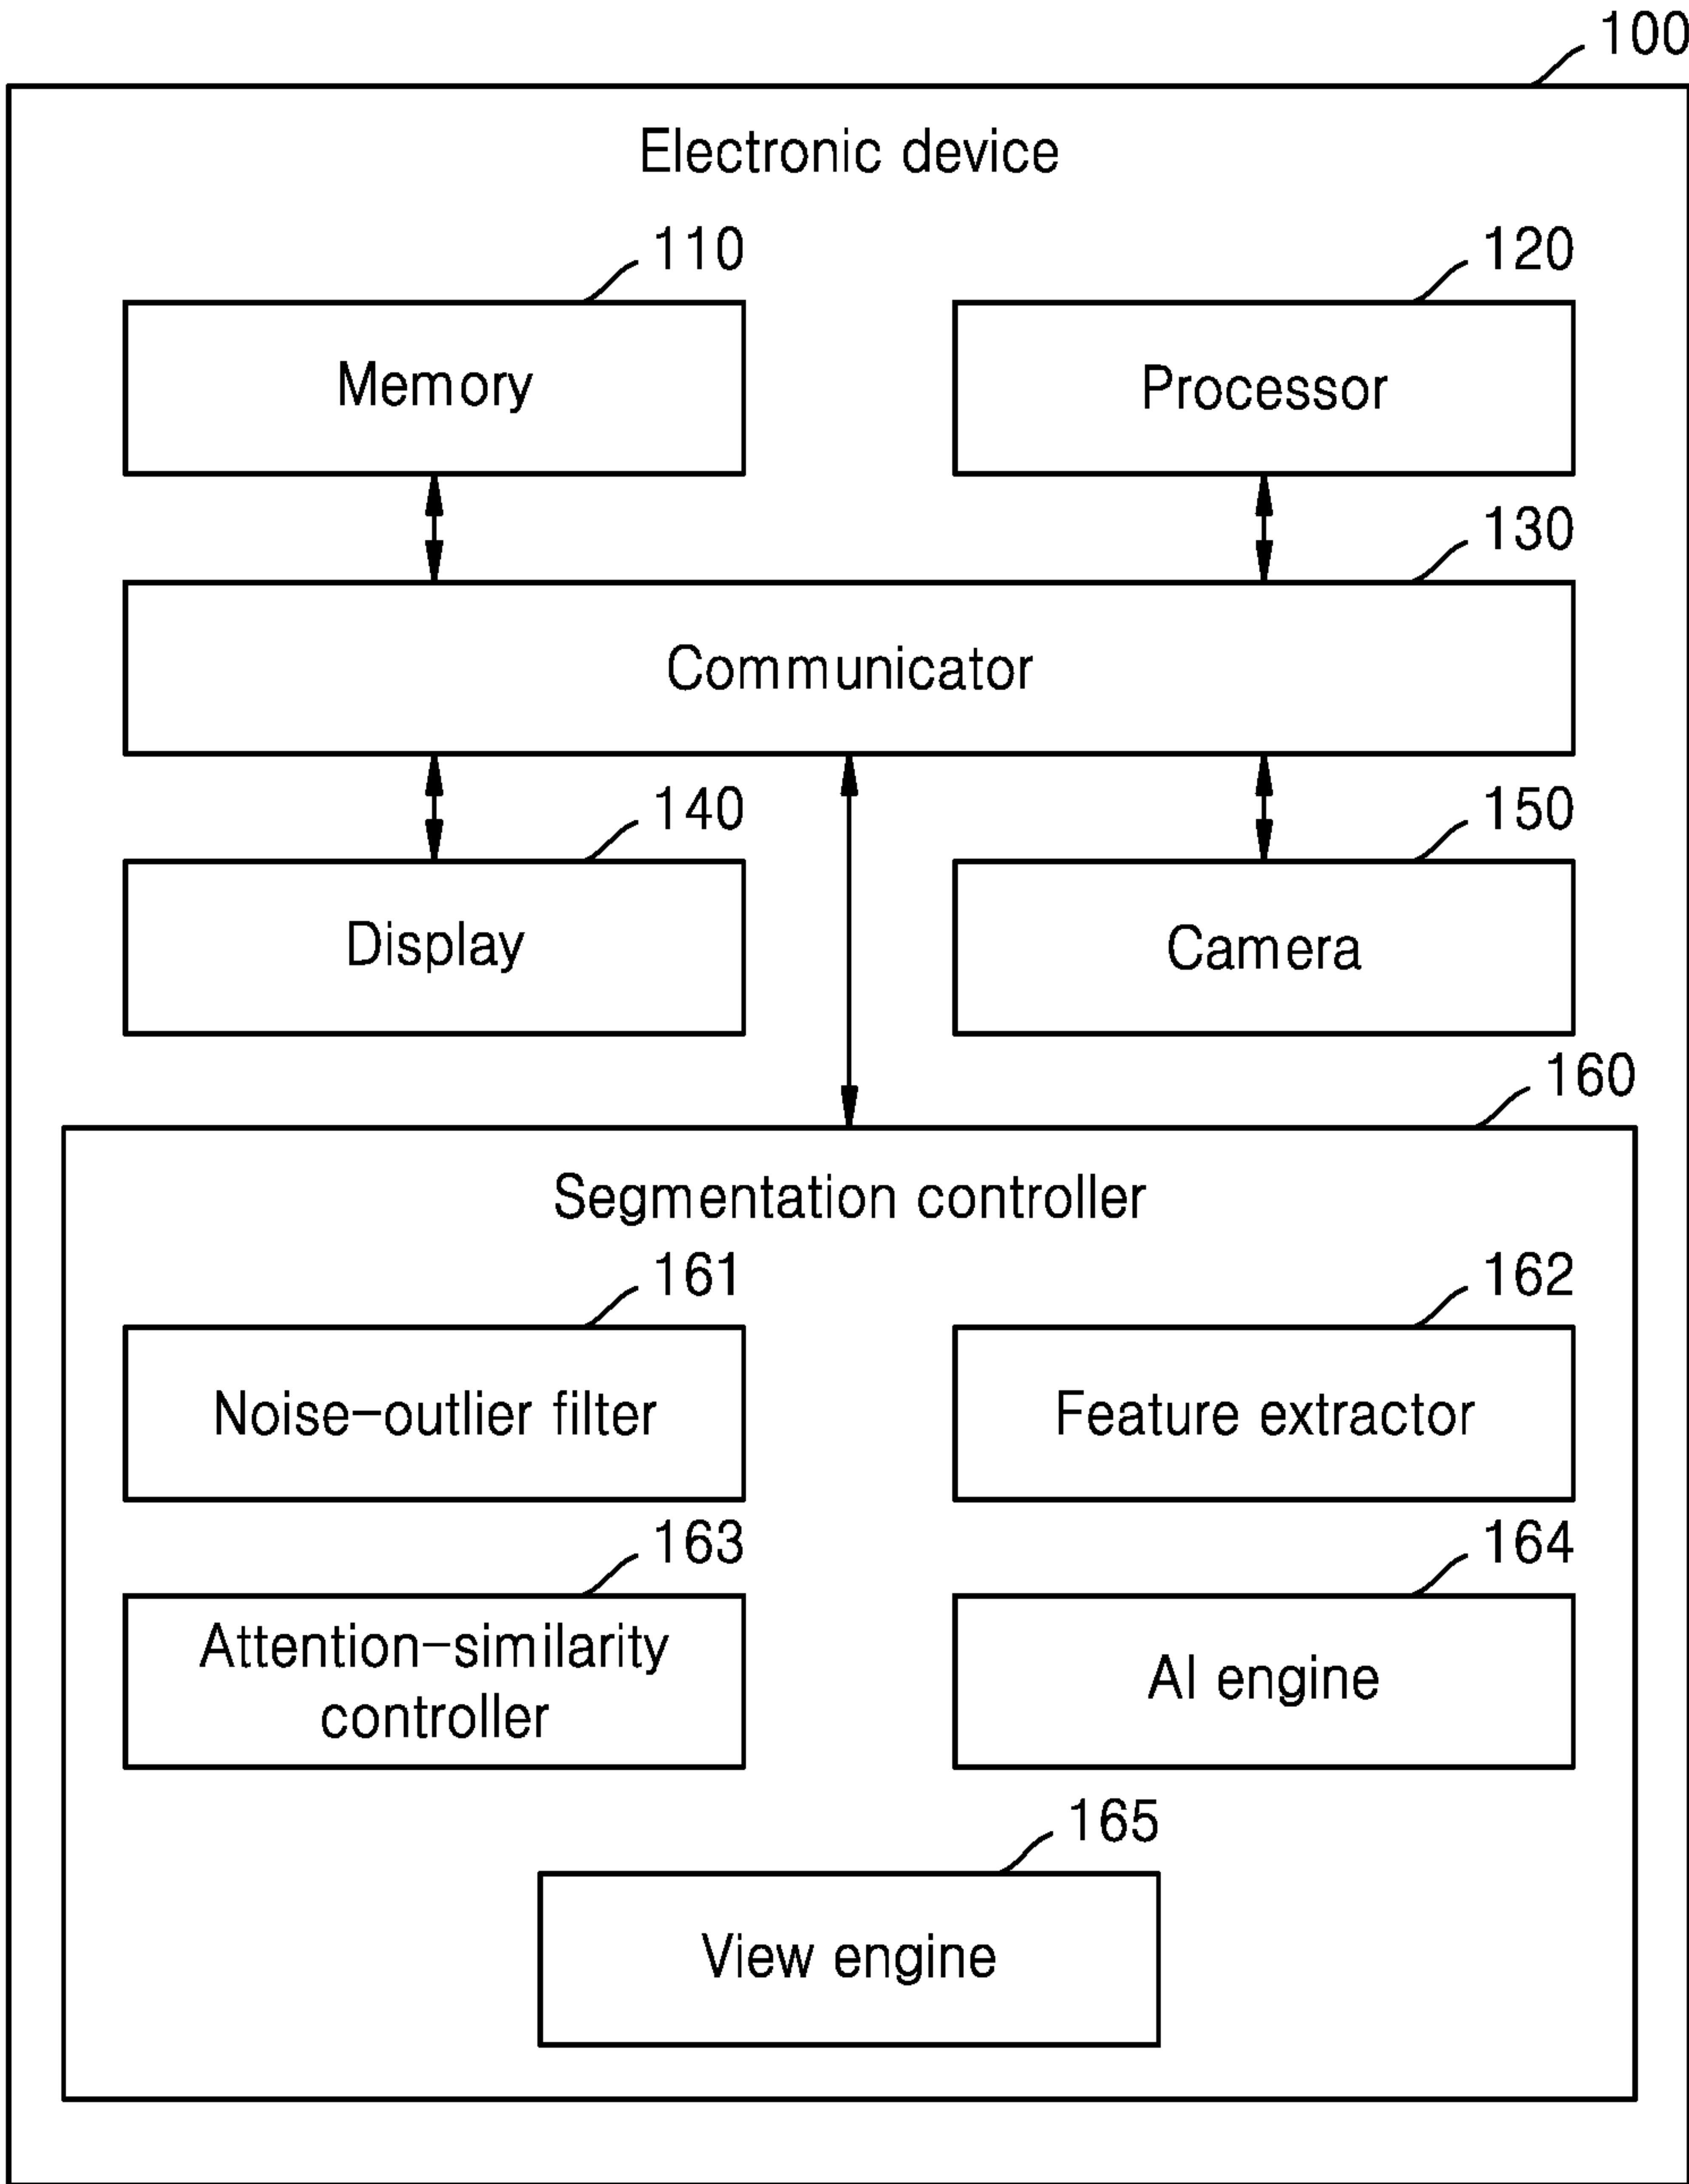 100
Electronic device
110
120
Memory
Processor
130
Communicator
140
150
Display
Camera
160
Segmentation controller
161
162
Noise-outlier filter
Feature extractor
163
164
Attention-similarity
controller
AI engine
165
View engine